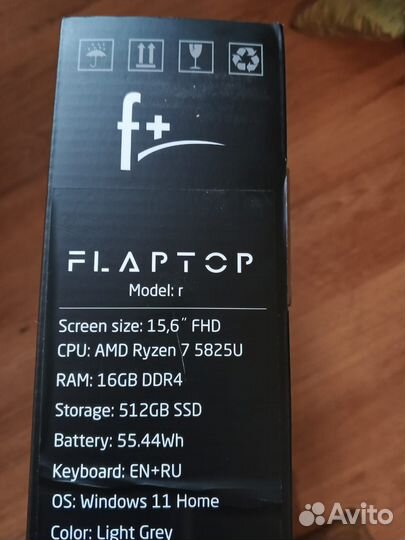 f+
FLAPTOP
Model: r
Screen size: 15,6" FHD
CPU: AMD Ryzen 7 5825U
RAM: 16GB DDR4
Storage: 512GB SSD
Battery: 55.44Wh
Keyboard: EN+RU
OS: Windows 11 Home
Color: Light Grey
Avito